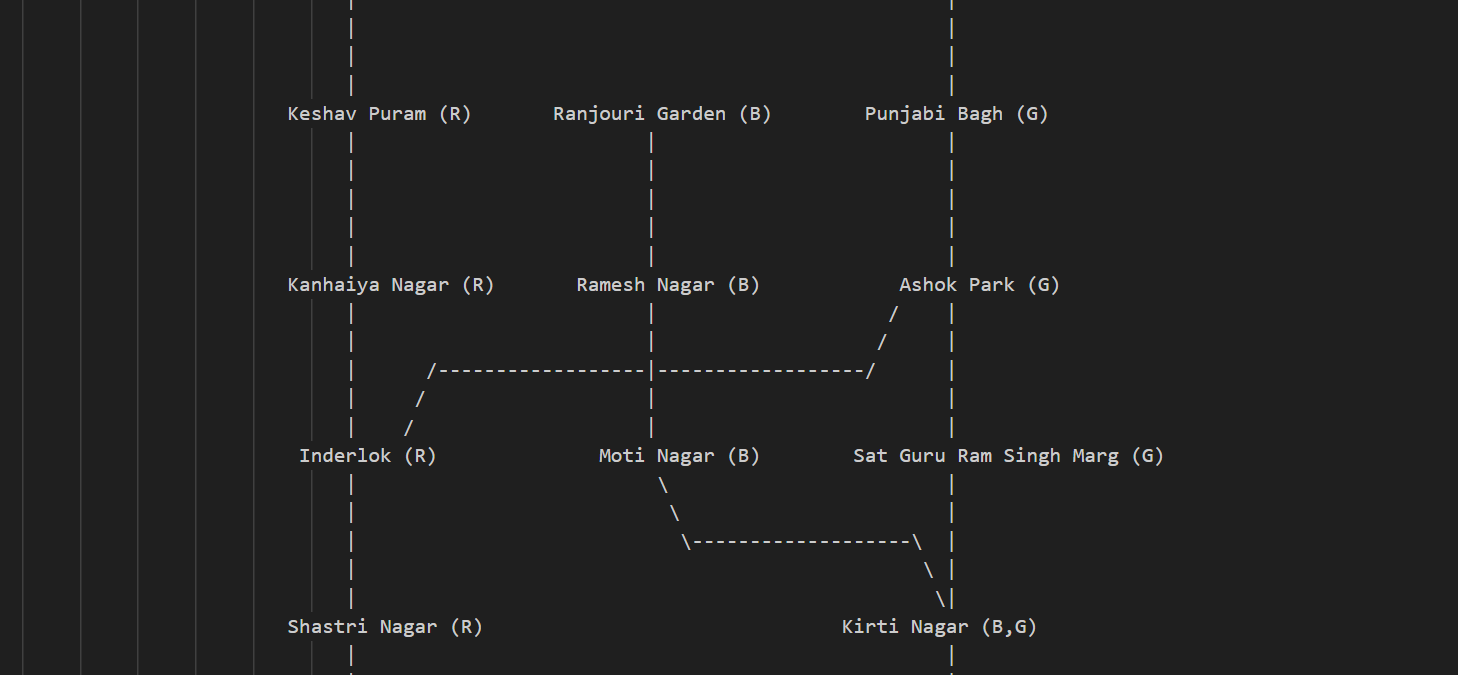 Keshav Puram (R) Ranjouri Garden (B) Punjabi Bagh (G)
Kanhaiya Nagar (R) Ramesh Nagar (B) Ashok Park (G)
Inderlok (R) Moti Nagar (B) Sat Guru Ram Singh Marg (G)
Shastri Nagar (R) Kirti Nagar (B,G)